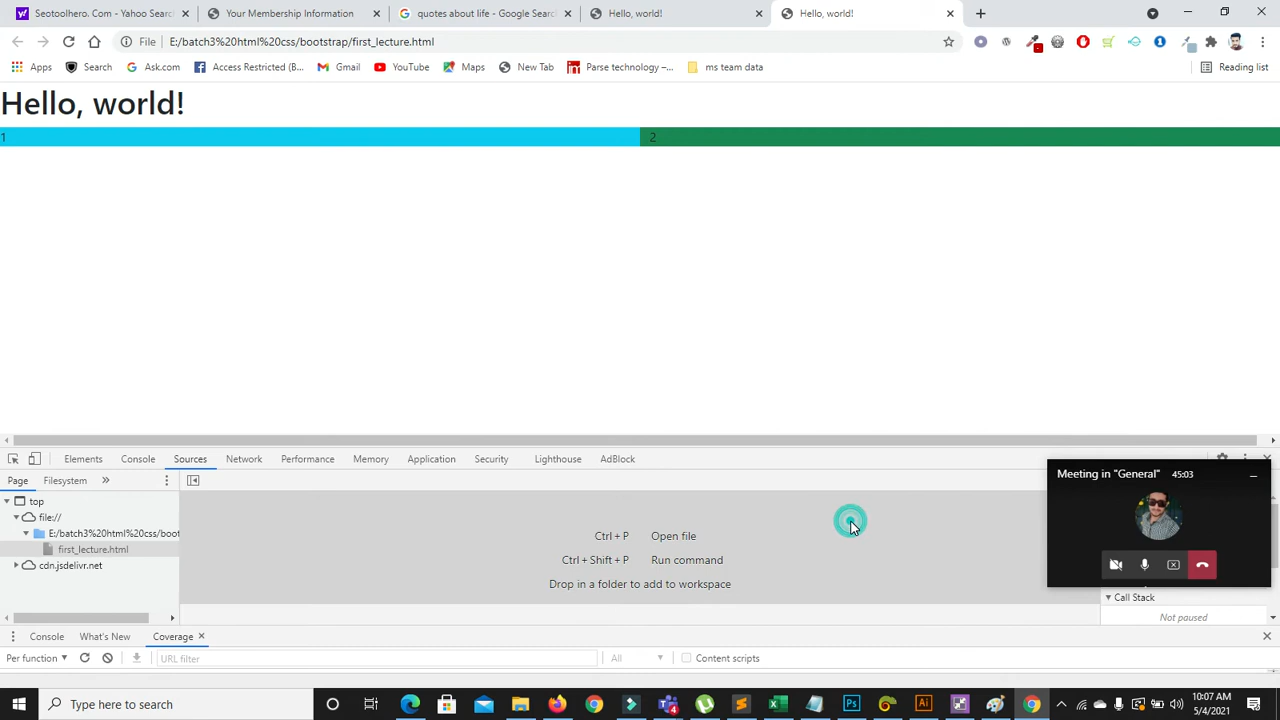 Seotoolhero. Com - Yahoo Search
Your Membership Information
quotes about life - Google Search
Hello, world!
Hello, world!
File
E:/batch3%20html%20css/bootstrap/first_lecture.html
Apps
Search
Ask.com
Access Restricted (B...
Gmail
YouTube
Maps
New Tab
Parse technology –...
ms team data
Reading list
Hello, world!
1
2
Elements
Console
Sources
Network
Performance
Memory
Application
Security
Lighthouse
AdBlock
Page
Filesystem
top
file://
E:/batch3%20html%20css/boot
first_lecture.html
cdn.jsdelivr.net
Ctrl + P Open file
Ctrl + Shift + P Run command
Drop in a folder to add to workspace
Meeting in "General" 45:03
Call Stack
Not paused
Console
What's New
Coverage
Per function
URL filter
All
Content scripts
Type here to search
10:07 AM
5/4/2021